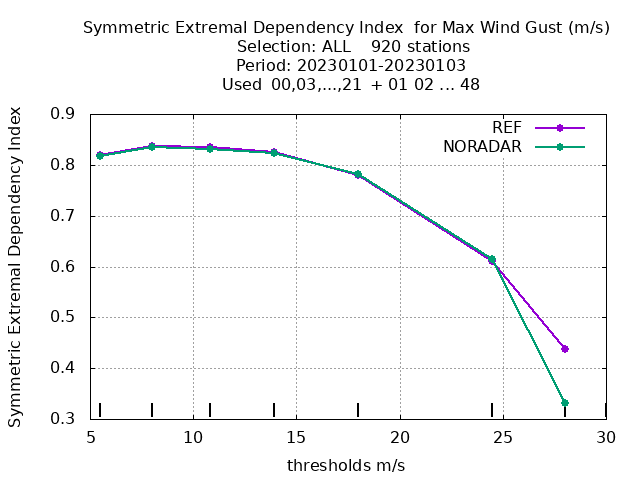 Symmetric Extremal Dependency Index  for Max Wind Gust (m/s)
Selection: ALL    920 stations
Period: 20230101-20230103
Used  00,03,...,21  + 01 02 ... 48
REF
NORADAR
0.9
0.8
0.7
0.6
0.5
0.4
0.3
Symmetric Extremal Dependency Index
5 10 15 20 25 30
thresholds m/s